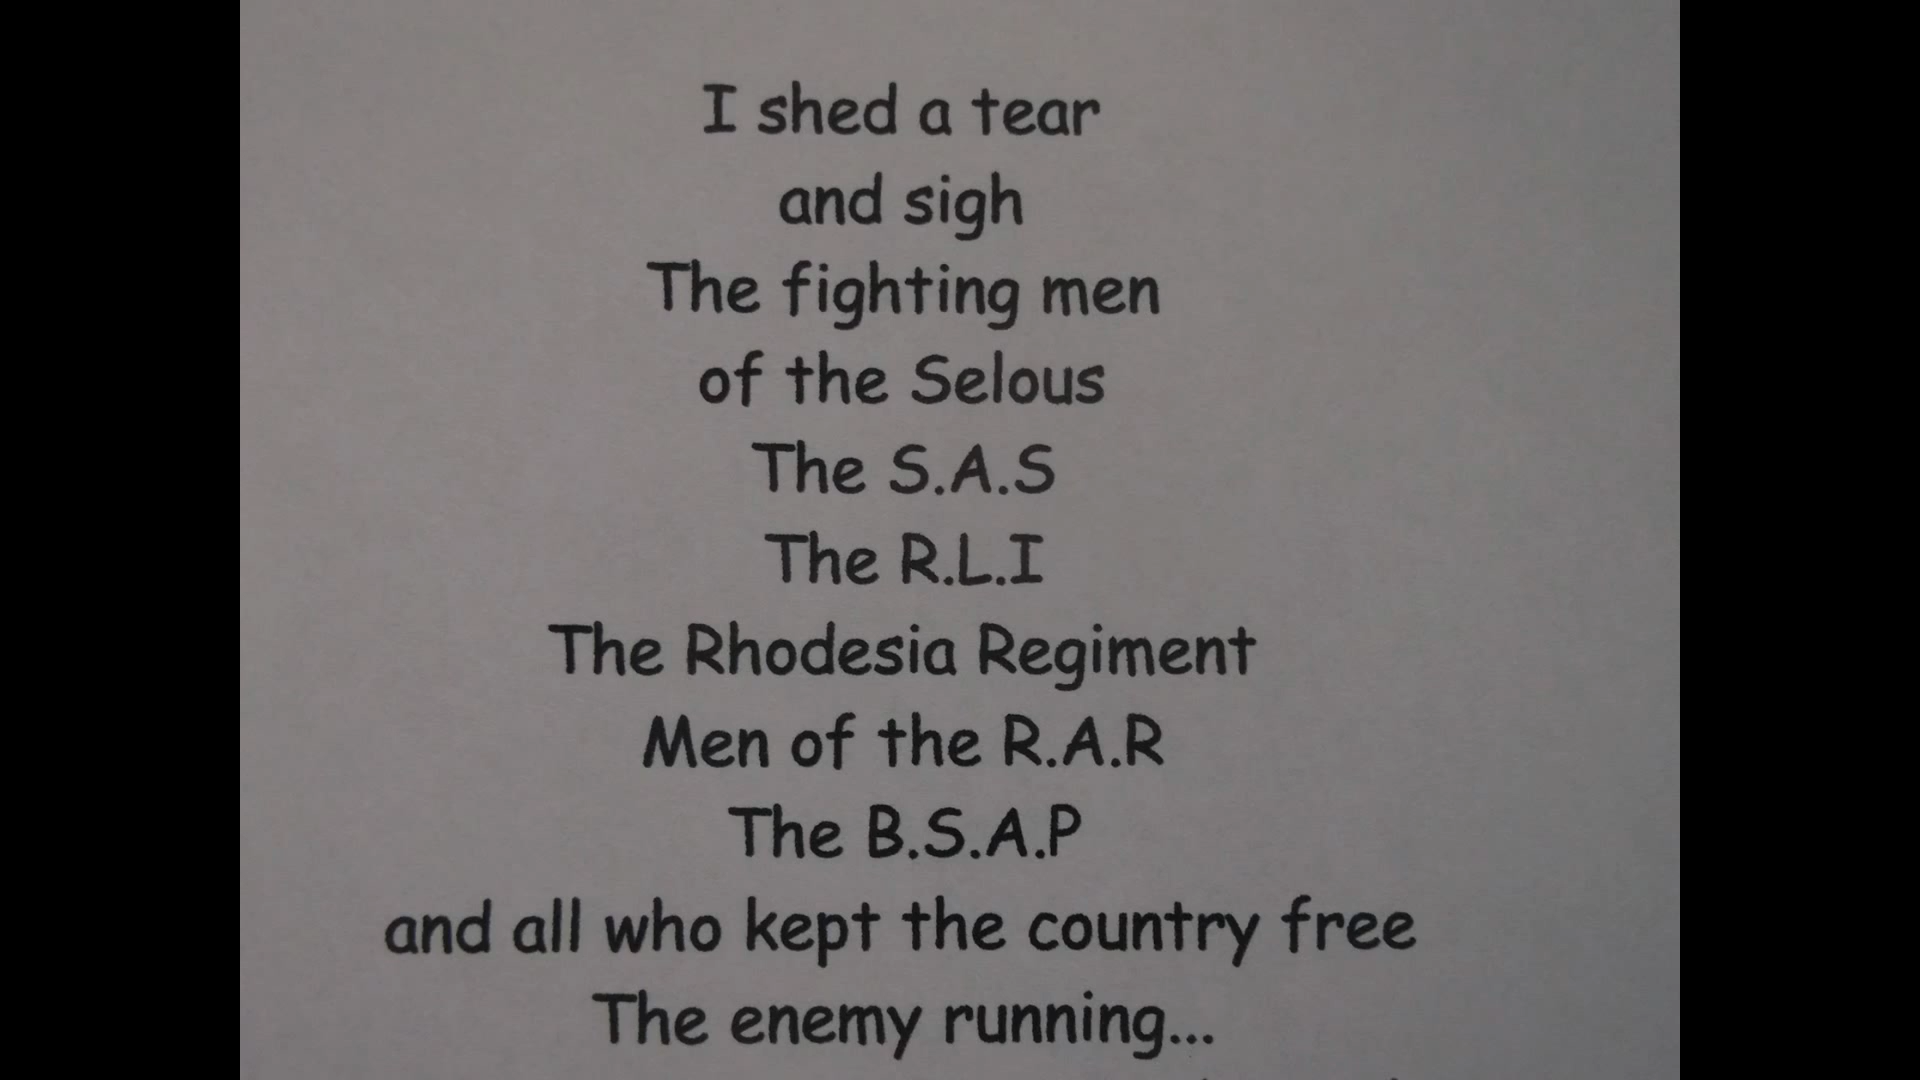 I shed a tear
and sigh
The fighting men
of the Selous
The S.A.S
The R.L.I
The Rhodesia Regiment
Men of the R.A.R
The B.S.A.P
and all who kept the country free
The enemy running...